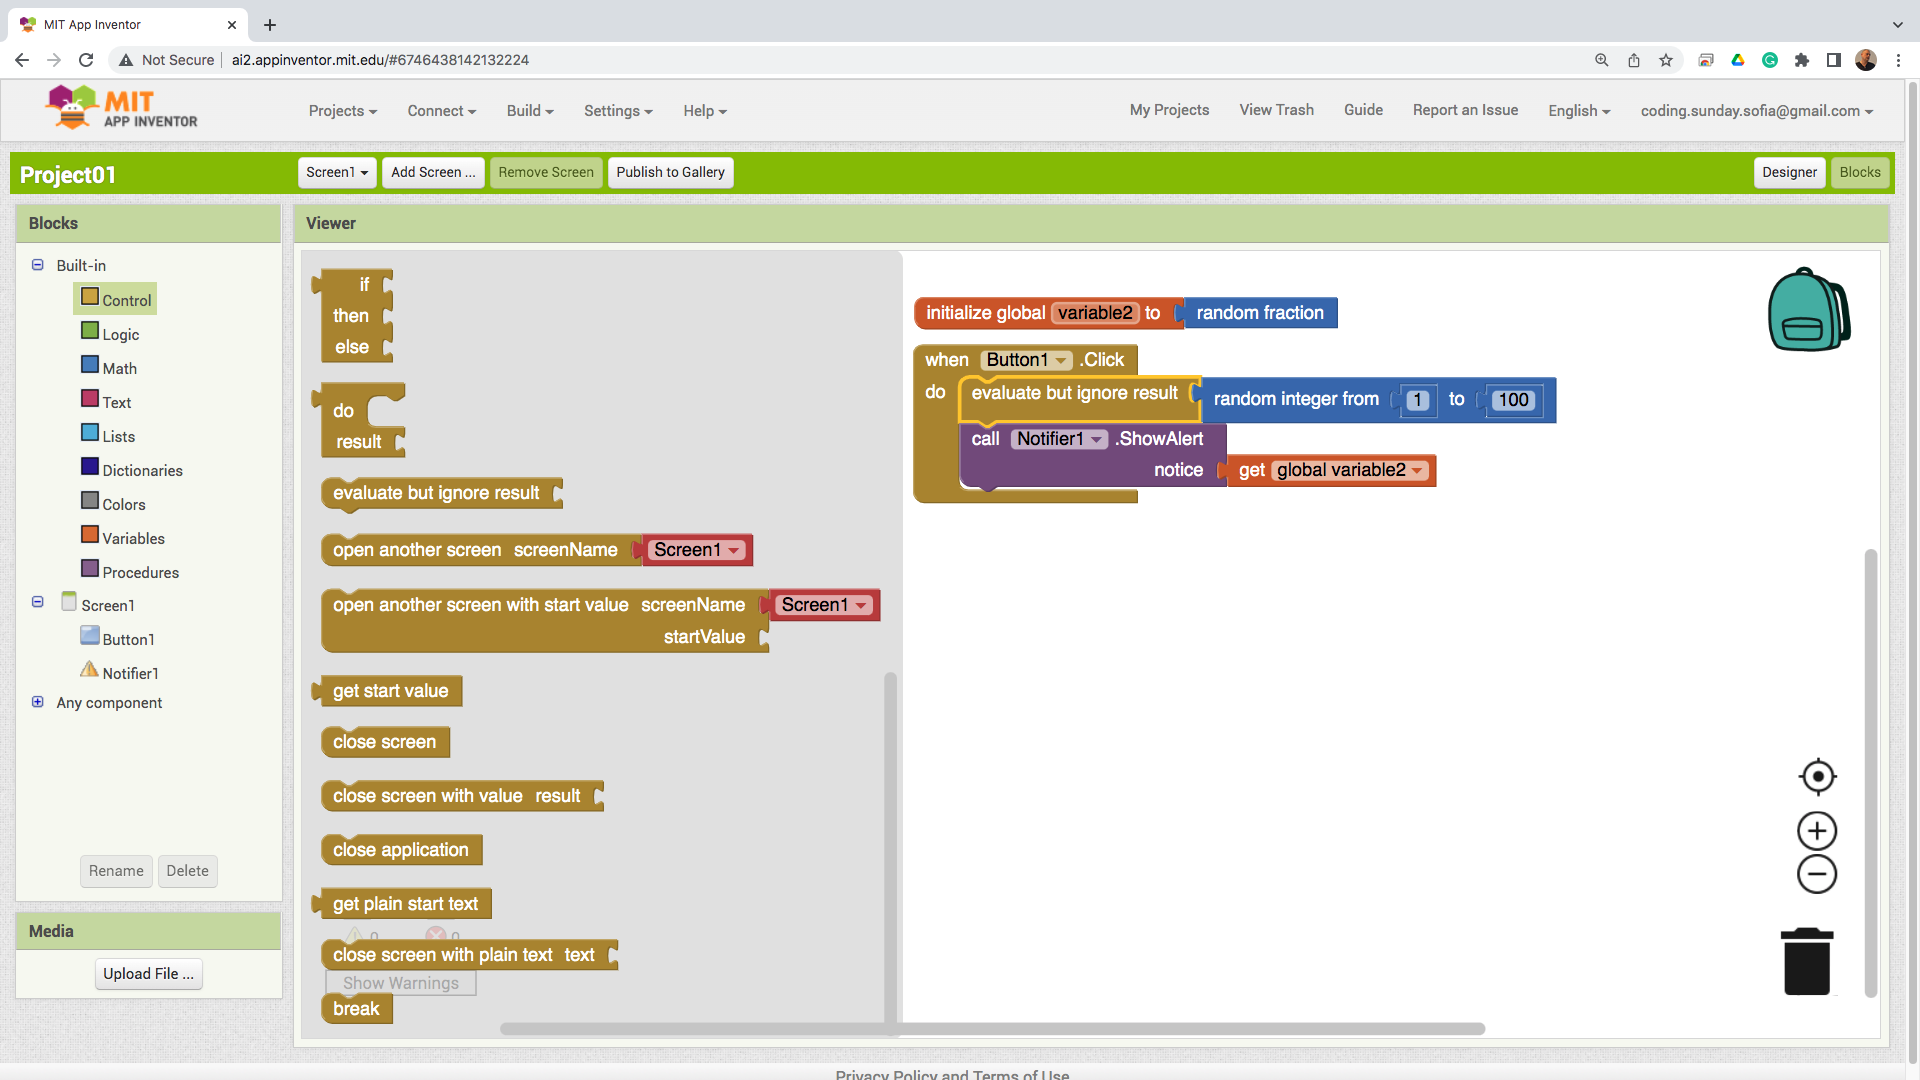 MIT App Inventor
Not Secure
ai2.appinventor.mit.edu/#6746438142132224
MIT
APP INVENTOR
Projects Connect Build Settings Help
My Projects View Trash Guide Report an Issue English coding.sunday.sofia@gmail.com
Project01
Screen1 Add Screen ... Remove Screen Publish to Gallery
Designer Blocks
Blocks
Built-in
Control
Logic
Math
Text
Lists
Dictionaries
Colors
Variables
Procedures
Screen1
Button1
Notifier1
Any component
Rename Delete
Media
Upload File ...
Viewer
if
then
else
do
result
evaluate but ignore result
open another screen screenName Screen1
open another screen with start value screenName Screen1
startValue
get start value
close screen
close screen with value result
close application
get plain start text
0 0
close screen with plain text text
Show Warnings
break
initialize global variable2 to random fraction
when Button1 .Click
do evaluate but ignore result random integer from 1 to 100
call Notifier1 .ShowAlert
notice get global variable2
Privacy Policy and Terms of Use